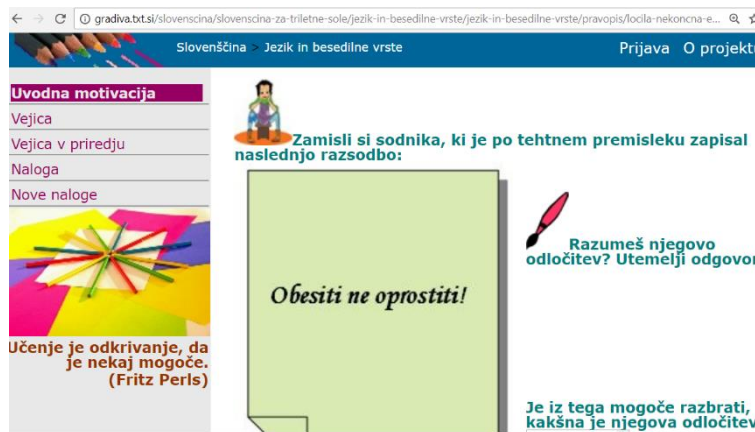 gradiva.txt.si/slovenscina/slovenscina-za-triletne-sole/jezik-in-besedilne-vrste/jezik-in-besedilne-vrste/pravopis/locila-nekoncna-e...
Slovenščina > Jezik in besedilne vrste
Prijava O projektu
Uvodna motivacija
Vejica
Vejica v priredju
Naloga
Nove naloge
Učenje je odkrivanje, da
je nekaj mogoče.
(Fritz Perls)
Zamisli si sodnika, ki je po tehtnem premisleku zapisal
naslednjo razsodbo:
Obesiti ne oprostiti!
Razumeš njegovo
odločitev? Utemelji odgovor
Je iz tega mogoče razbrati,
kakšna je njegova odločitev